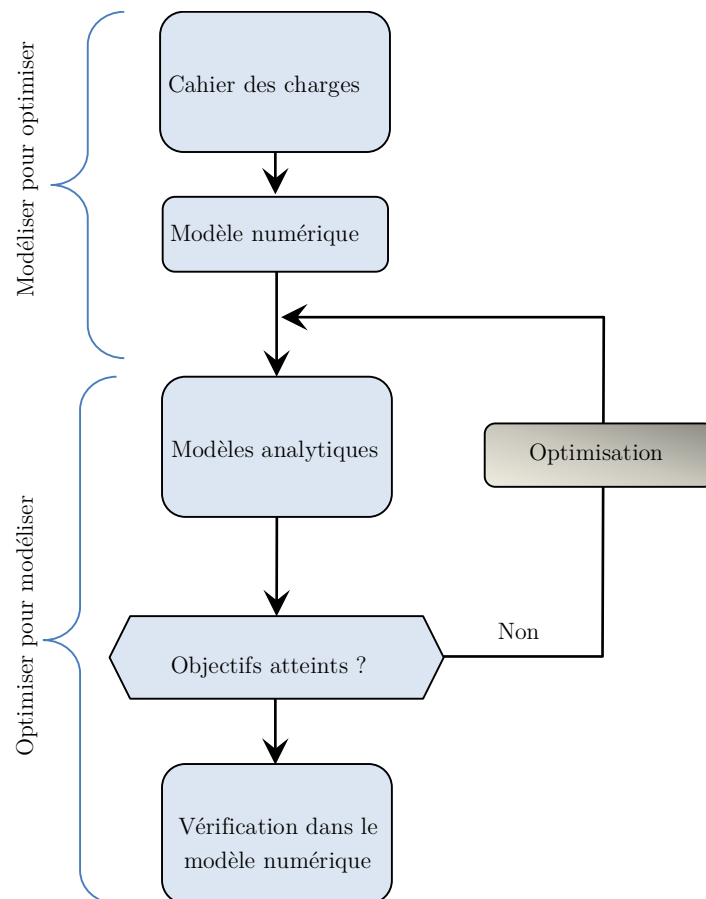 Modéliser pour optimiser
Cahier des charges
Modèle numérique
Optimiser pour modéliser
Modèles analytiques
Optimisation
Non
Objectifs atteints ?
Vérification dans le
modèle numérique